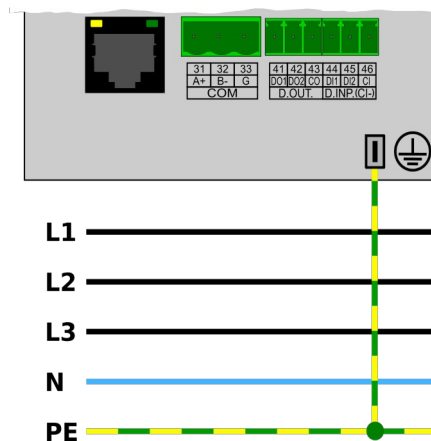 31 32 33
A+ B- G
COM
41 42 43 44 45 46
DO1 DO2 CO DI1 DI2 CI
D.OUT. D.INP.(CI-)
L1
L2
L3
N
PE